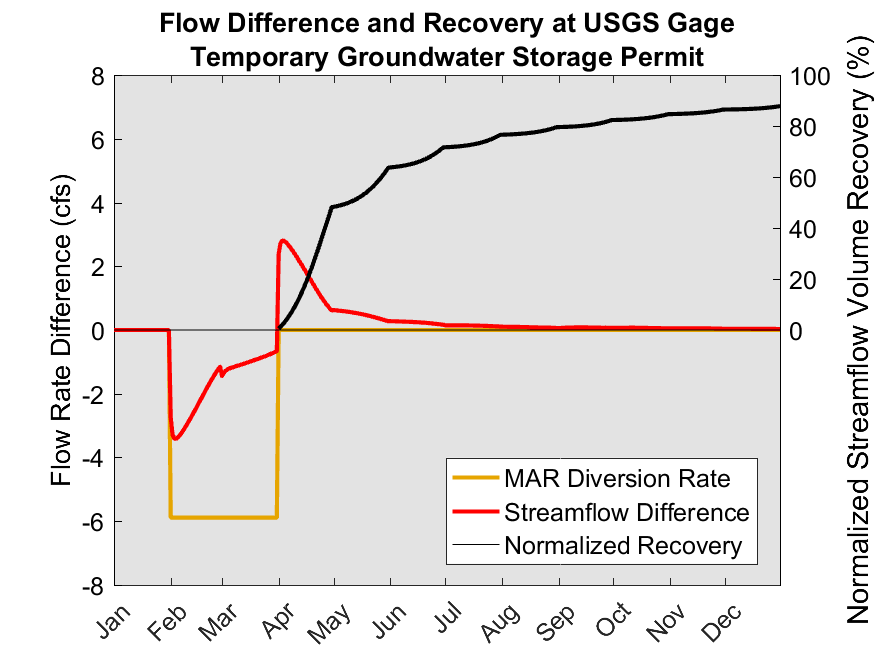 Flow Difference and Recovery at USGS Gage
Temporary Groundwater Storage Permit
Flow Rate Difference (cfs)
8
6
4
2
0
-2
-4
-6
-8
100
80
60
40
20
0
Normalized Streamflow Volume Recovery (%)
MAR Diversion Rate
Streamflow Difference
Normalized Recovery
Jan
Feb
Mar
Apr
May
Jun
Jul
Aug
Sep
Oct
Nov
Dec